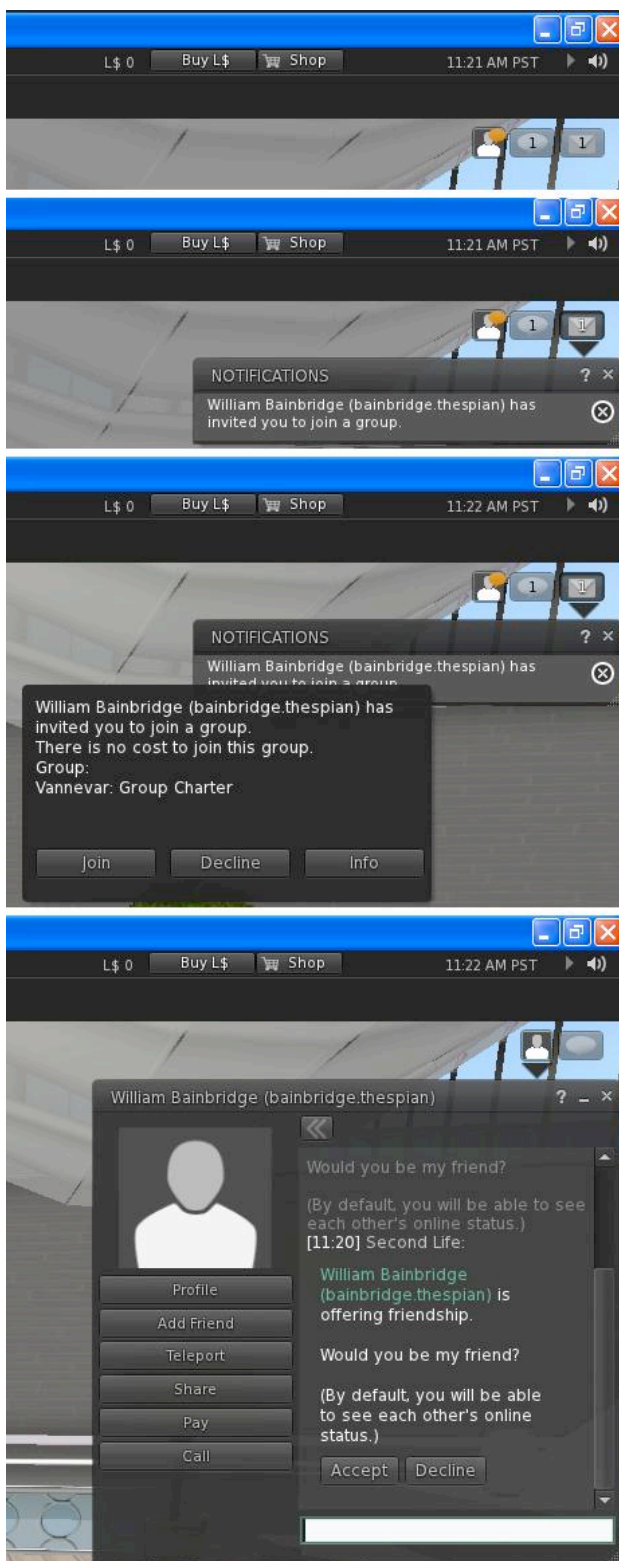 L$ 0 Buy L$ Shop 11:21 AM PST
1 1
L$ 0 Buy L$ Shop 11:21 AM PST
1 1
NOTIFICATIONS ? ×
William Bainbridge (bainbridge.thespian) has
invited you to join a group.
L$ 0 Buy L$ Shop 11:22 AM PST
1 1
NOTIFICATIONS ? ×
William Bainbridge (bainbridge.thespian) has
invited you to join a group.
William Bainbridge (bainbridge.thespian) has
invited you to join a group.
There is no cost to join this group.
Group:
Vannevar: Group Charter
Join Decline Info
L$ 0 Buy L$ Shop 11:22 AM PST
William Bainbridge (bainbridge.thespian) ? _ ×
Would you be my friend?
(By default, you will be able to see
each other's online status.)
[11:20] Second Life:
William Bainbridge
(bainbridge.thespian) is
offering friendship.
Would you be my friend?
(By default, you will be able
to see each other's online
status.)
Accept Decline
Profile
Add Friend
Teleport
Share
Pay
Call